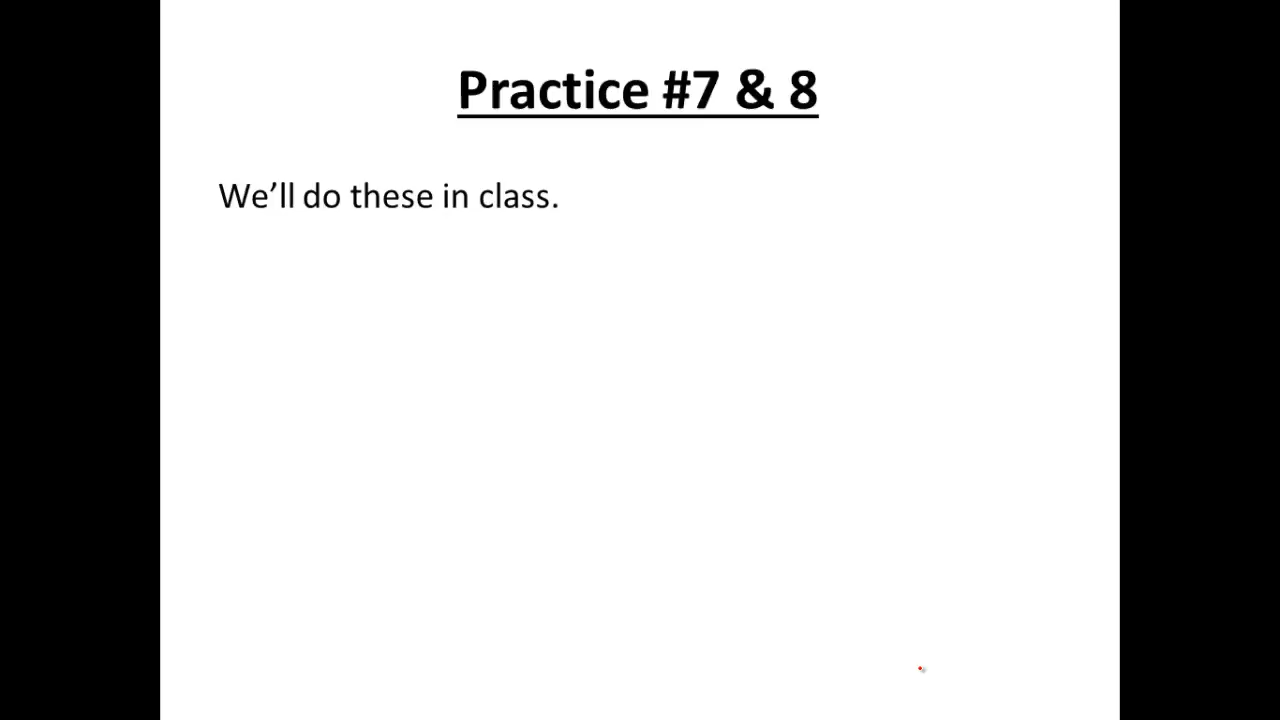 Practice #7 & 8
We’ll do these in class.